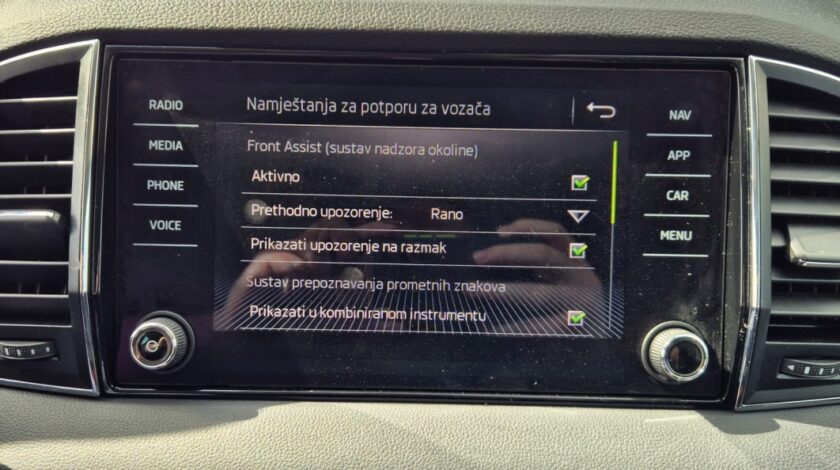 Namještanja za potporu za vozača
RADIO
MEDIA
PHONE
VOICE
Front Assist (sustav nadzora okoline)
Aktivno
Prethodno upozorenje: Rano
Prikazati upozorenje na razmak
Sustav prepoznavanja prometnih znakova
Prikazati u kombiniranom instrumentu
NAV
APP
CAR
MENU